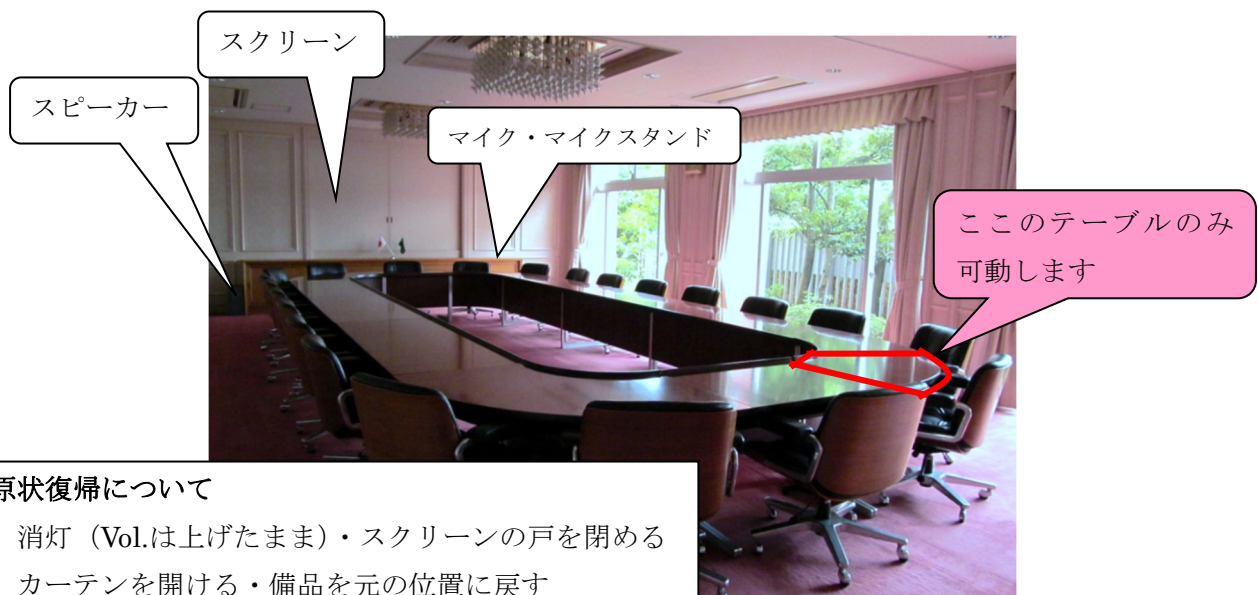 スクリーン
スピーカー
マイク・マイクスタンド
ここのテーブルのみ
可動します
原状復帰について
消灯（Vol.は上げたまま）・スクリーンの戸を閉める
カーテンを開ける・備品を元の位置に戻す